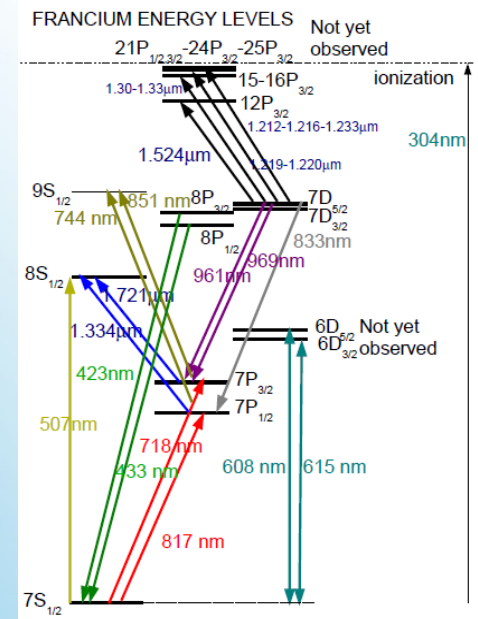 FRANCIUM ENERGY LEVELS
Not yet
observed
21P1/2,3/2-24P3/2-25P3/2
ionization
15-16P3/2
1.30-1.33µm
12P3/2
1.212-1.216-1.233µm
304nm
1.524µm
1.219-1.220µm
9S1/2
851 nm
8P3/2
7D5/2
7D3/2
744 nm
8P1/2
833nm
969nm
961nm
8S1/2
1.721µm
1.334µm
6D5/2 Not yet
6D3/2 observed
423nm
7P3/2
7P1/2
507nm
718 nm
433 nm
608 nm
615 nm
817 nm
7S1/2